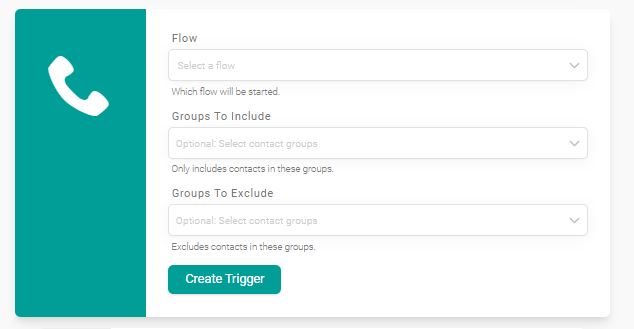 Flow
Select a flow
Which flow will be started.
Groups To Include
Optional: Select contact groups
Only includes contacts in these groups.
Groups To Exclude
Optional: Select contact groups
Excludes contacts in these groups.
Create Trigger